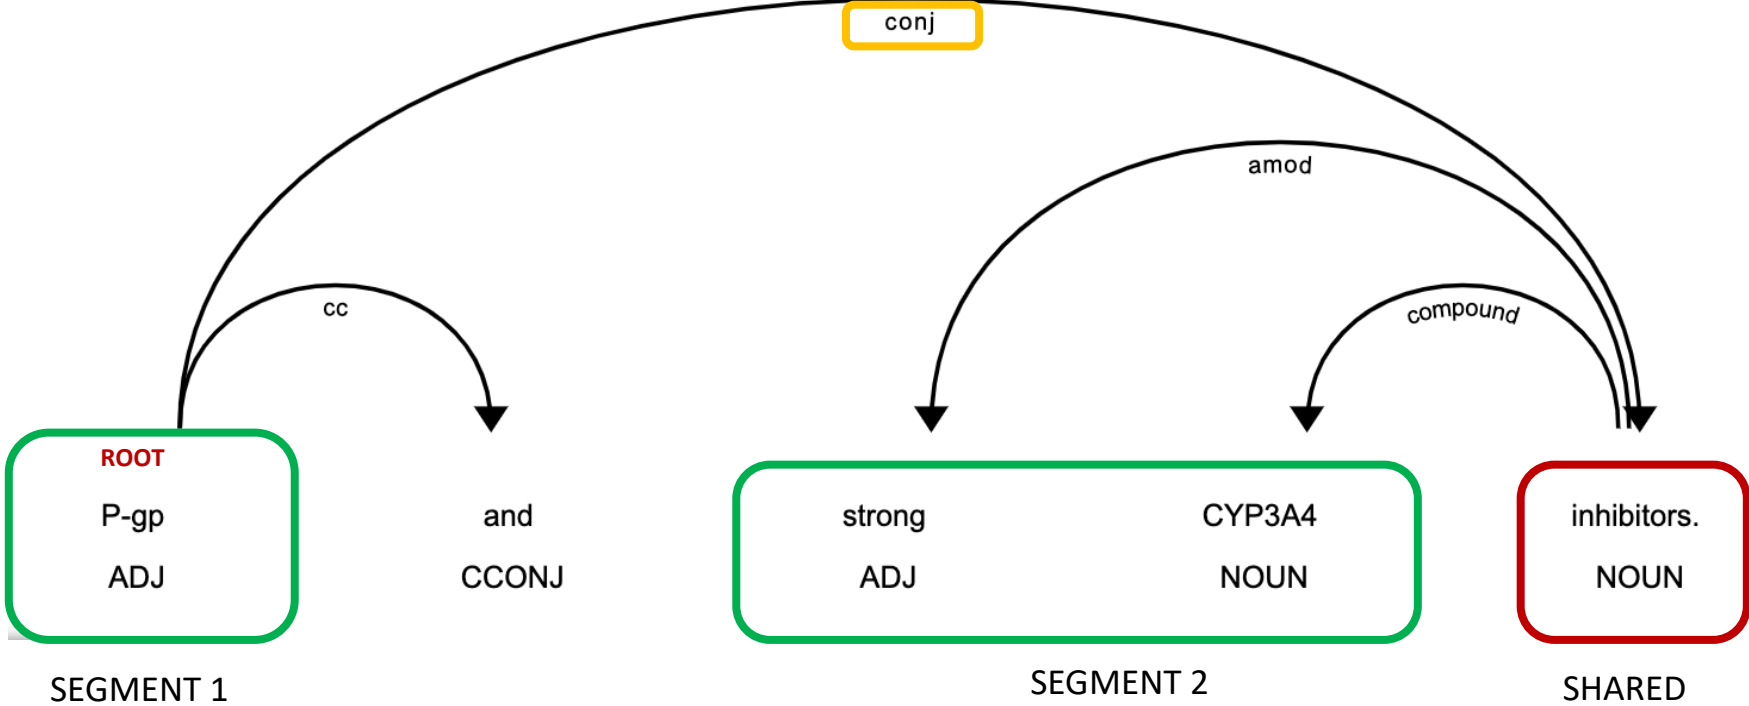 conj
amod
cc
compound
ROOT
P-gp and strong CYP3A4 inhibitors.
ADJ CCONJ ADJ NOUN NOUN
SEGMENT 1 SEGMENT 2 SHARED